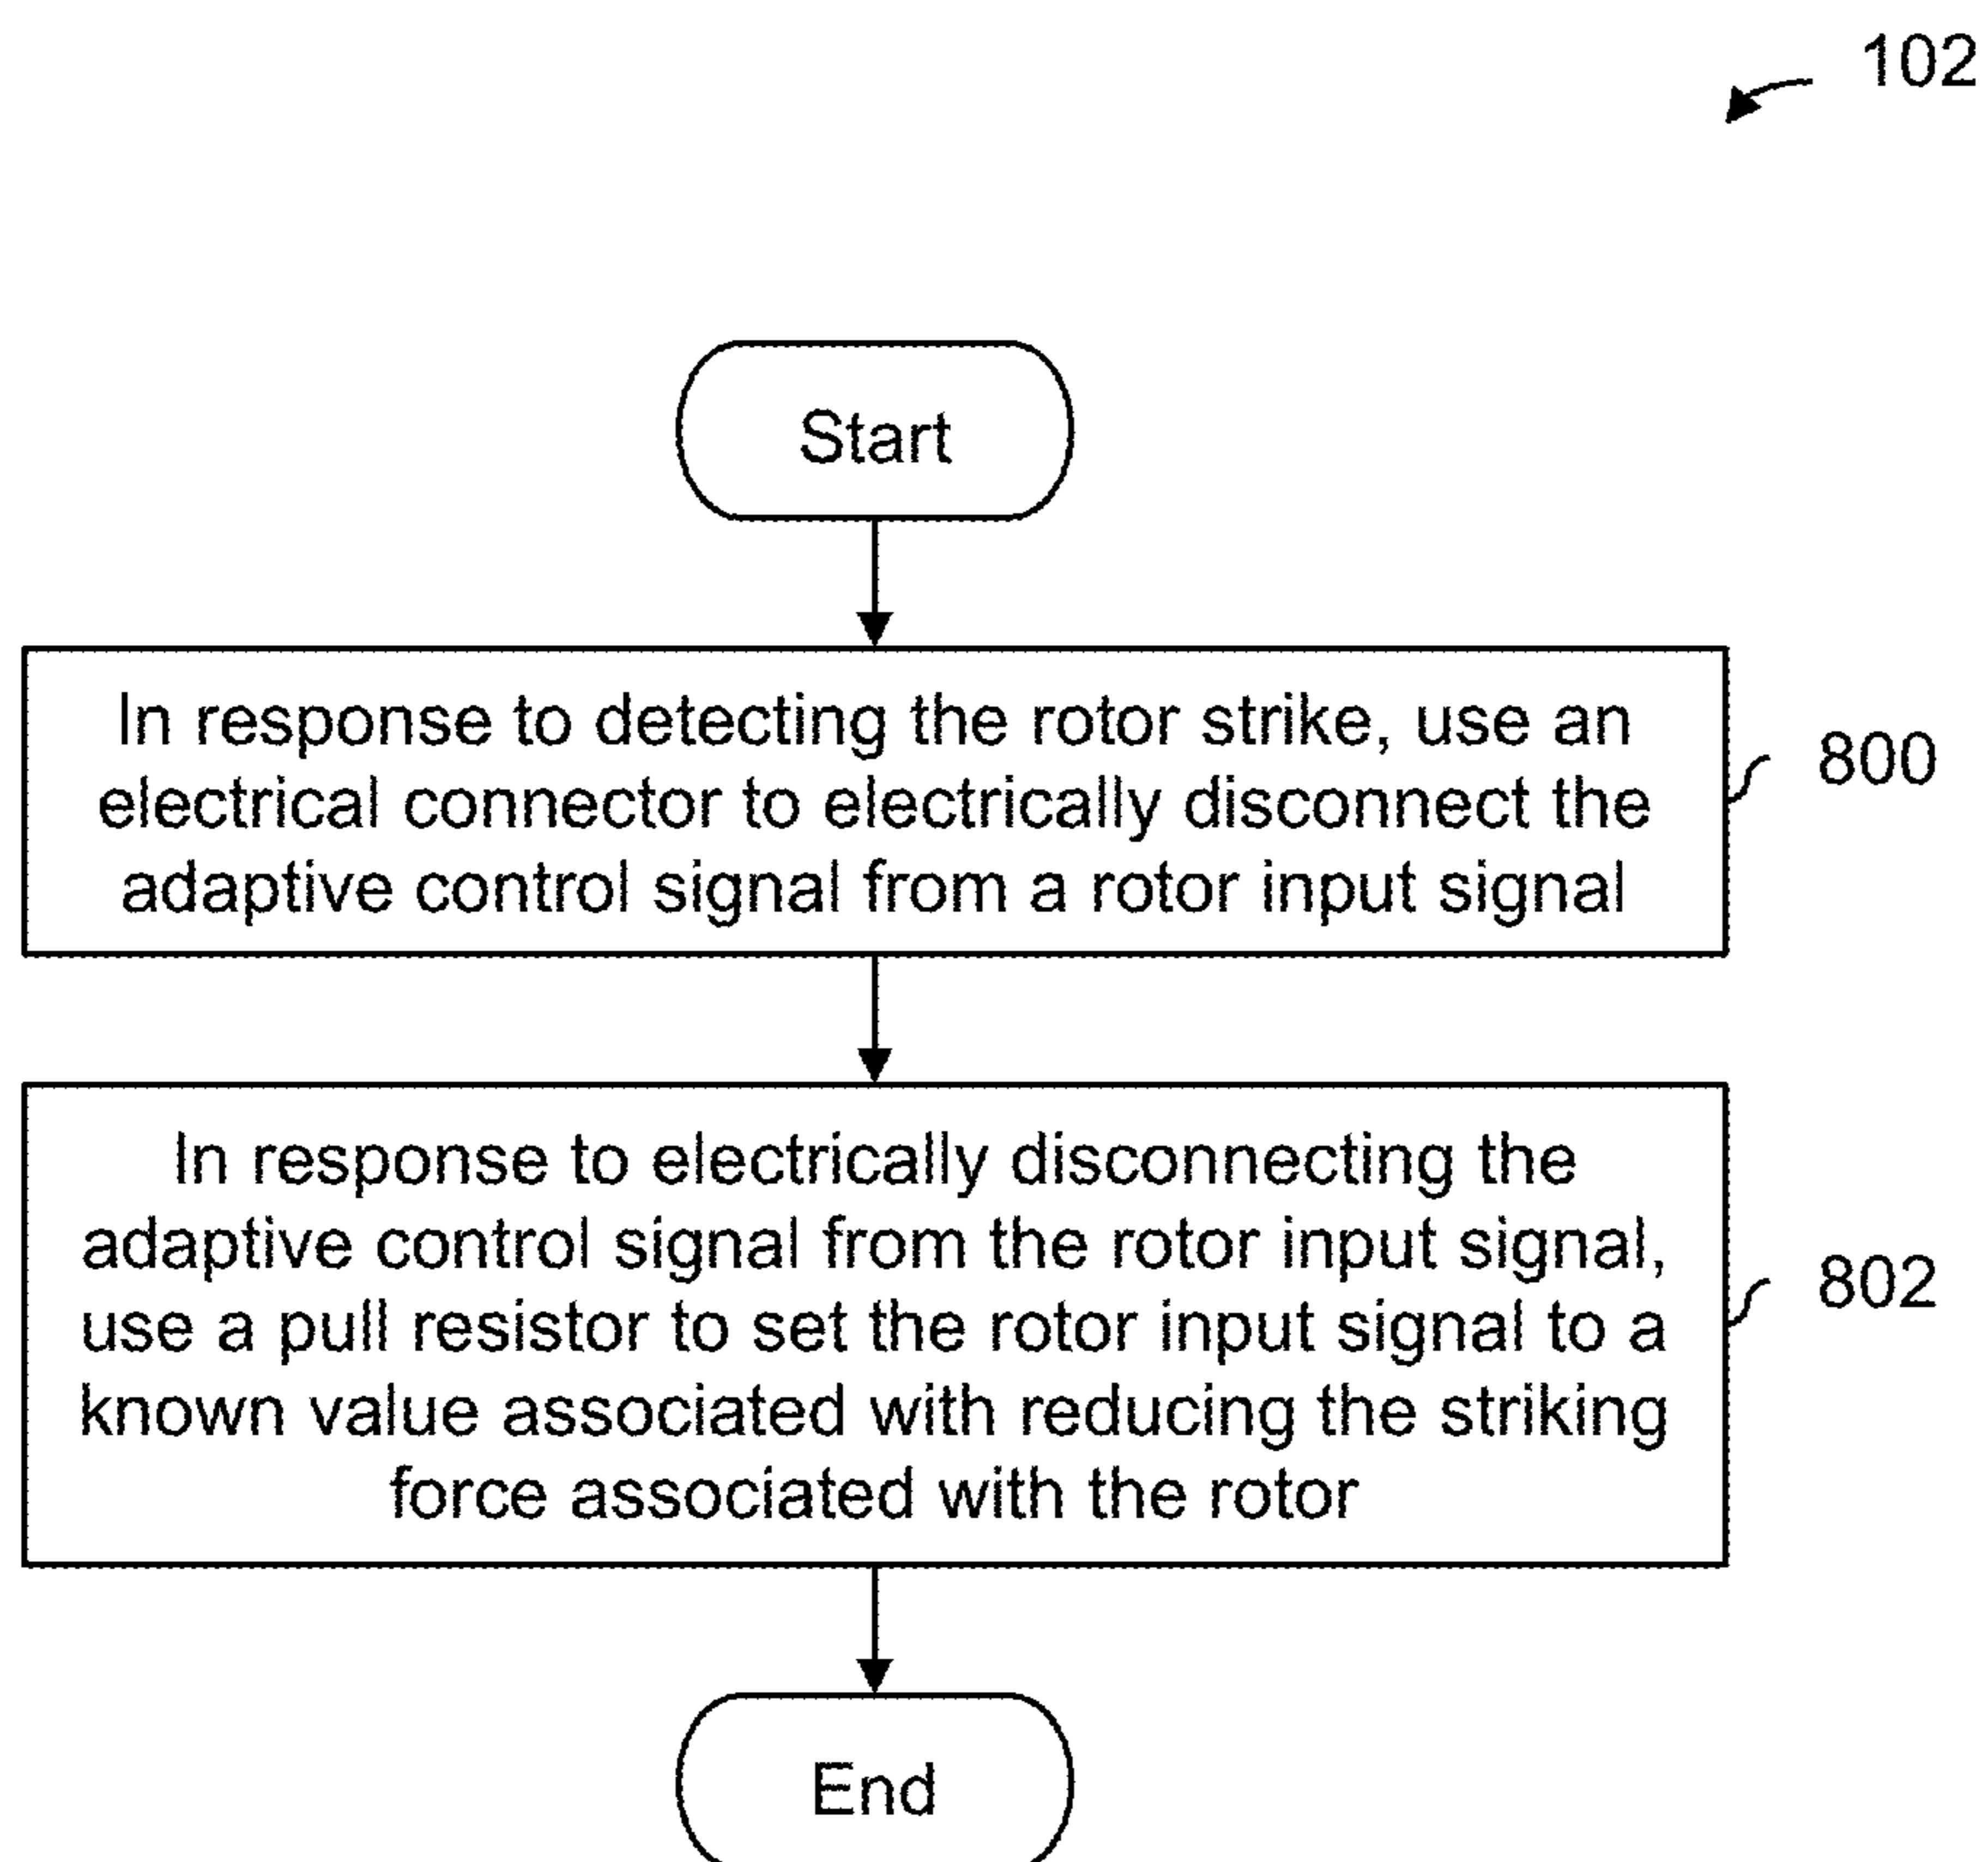 102
Start
In response to detecting the rotor strike, use an
electrical connector to electrically disconnect the
adaptive control signal from a rotor input signal
800
In response to electrically disconnecting the
adaptive control signal from the rotor input signal,
use a pull resistor to set the rotor input signal to a
known value associated with reducing the striking
force associated with the rotor
802
End